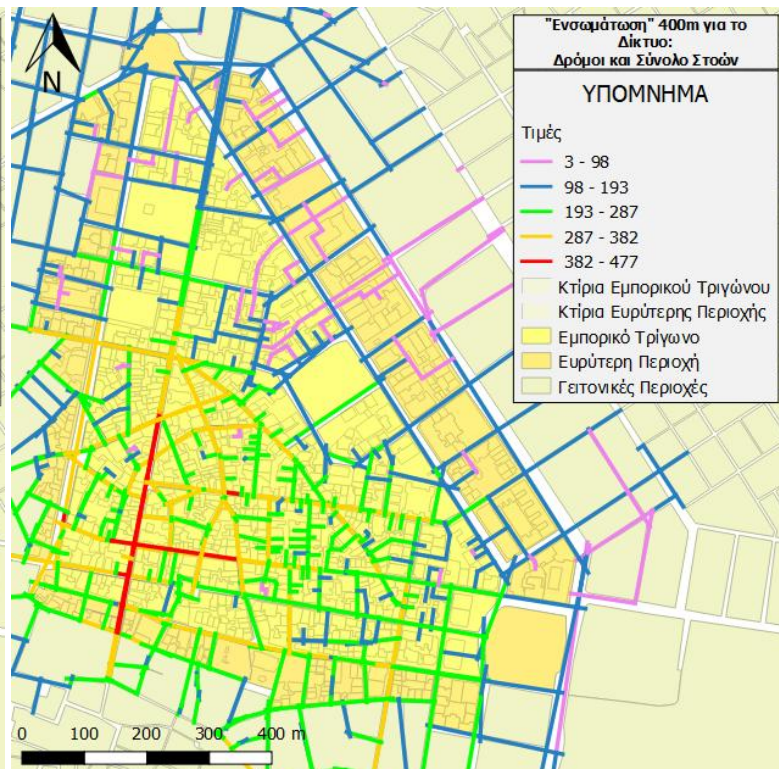 "Ενσωμάτωση" 400m για το
Δίκτυο:
Δρόμοι και Σύνολο Στοών
ΥΠΟΜΝΗΜΑ
Τιμές
3 - 98
98 - 193
193 - 287
287 - 382
382 - 477
Κτίρια Εμπορικού Τριγώνου
Κτίρια Ευρύτερης Περιοχής
Εμπορικό Τρίγωνο
Ευρύτερη Περιοχή
Γειτονικές Περιοχές
N
0 100 200 300 400 m